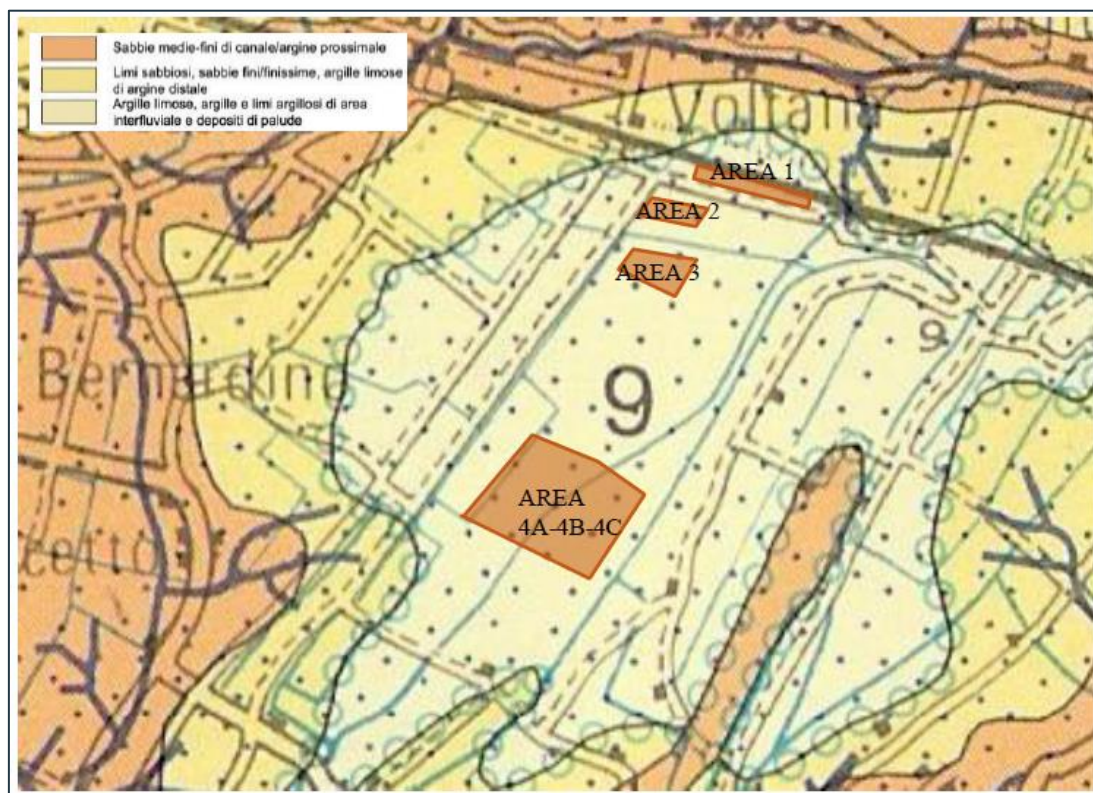 Sabbie medie-fini di canale/argine prossimale
Limi sabbiosi, sabbie fini/finissime, argille limose
di argine distale
Argille limose, argille e limi argillosi di area
interfluviale e depositi di palude
Voltana
AREA 1
AREA 2
AREA 3
9
Bernardino
9
AREA
4A-4B-4C